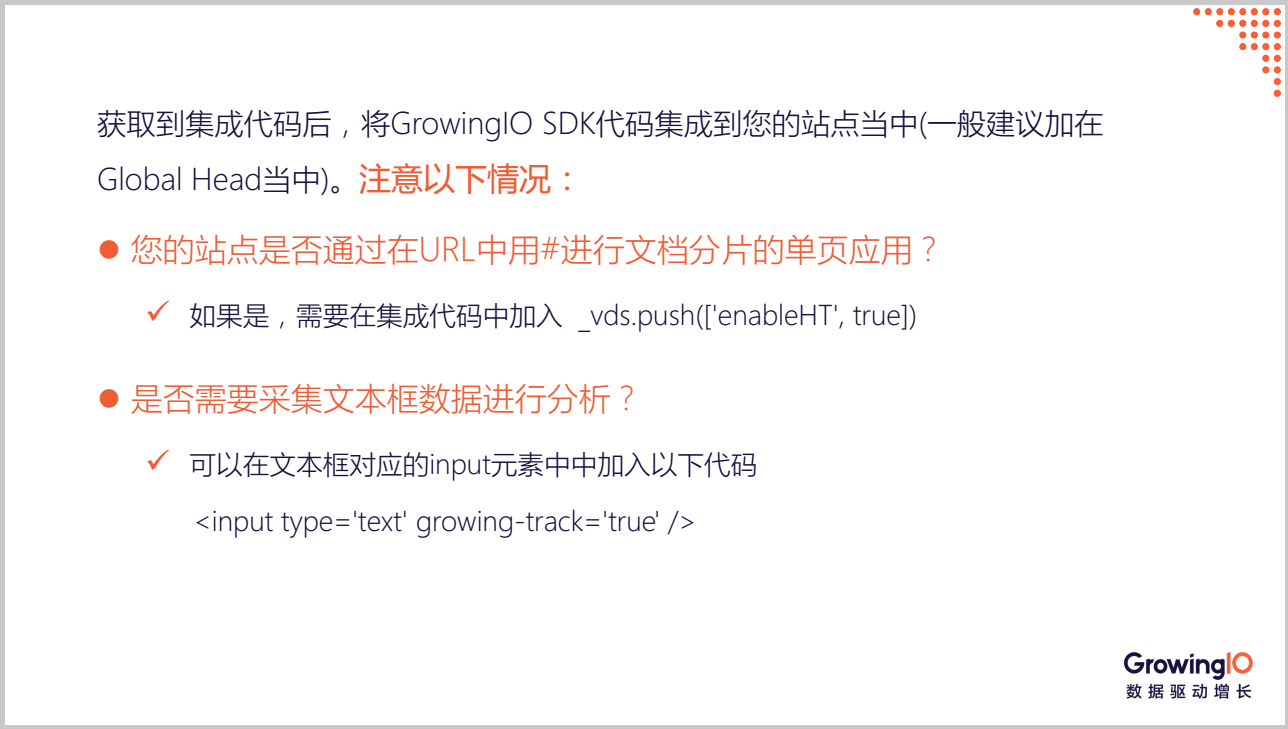 获取到集成代码后，将GrowingIO SDK代码集成到您的站点当中(一般建议加在
Global Head当中)。注意以下情况：
您的站点是否通过在URL中用#进行文档分片的单页应用？
如果是，需要在集成代码中加入 _vds.push(['enableHT', true])
是否需要采集文本框数据进行分析？
可以在文本框对应的input元素中中加入以下代码
<input type='text' growing-track='true' />
GrowingIO
数据驱动增长